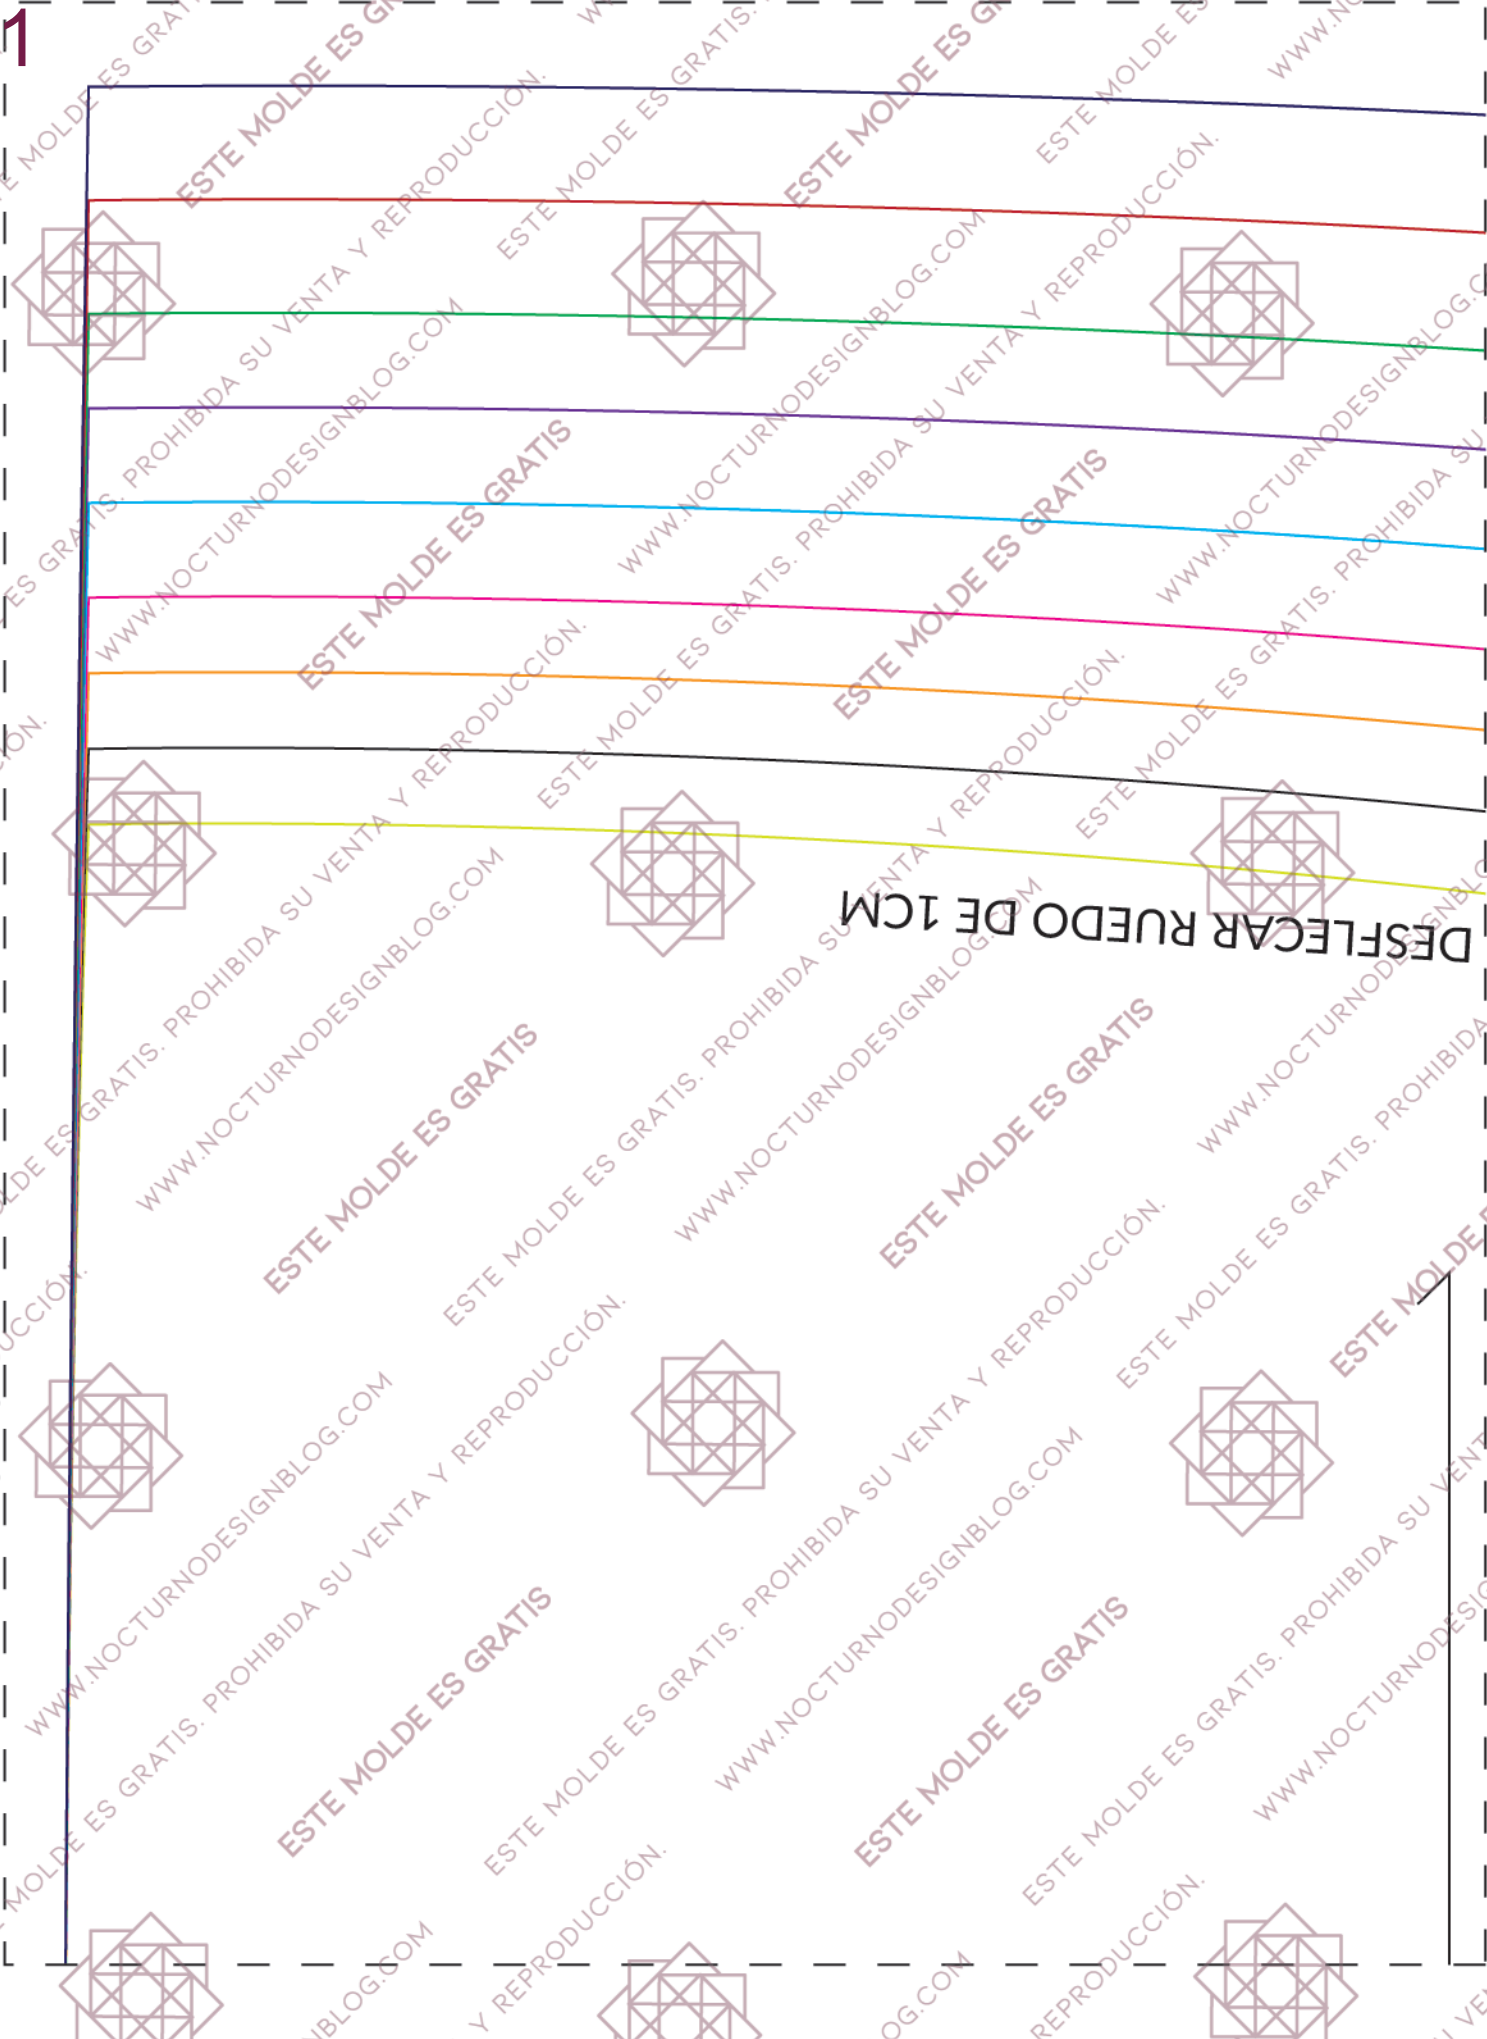 1
ESTE MOLDE ES GRATIS. PROHIBIDA SU VENTA Y REPRODUCCIÓN.
WWW.NOCTURNODESIGNBLOG.COM
ESTE MOLDE ES GRATIS
DESFLECAR RUEDO DE 1CM